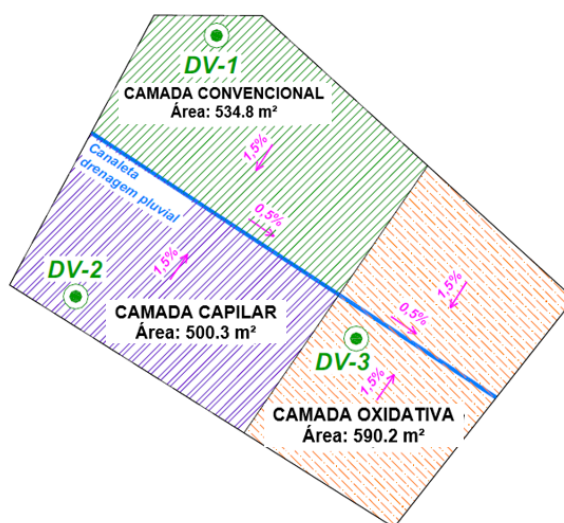 DV-1
CAMADA CONVENCIONAL
Área: 534.8 m²
1,5%
Canaleta
drenagem pluvial
0,5%
1,5%
DV-2
CAMADA CAPILAR
Área: 500.3 m²
1,5%
0,5%
DV-3
1,5%
CAMADA OXIDATIVA
Área: 590.2 m²